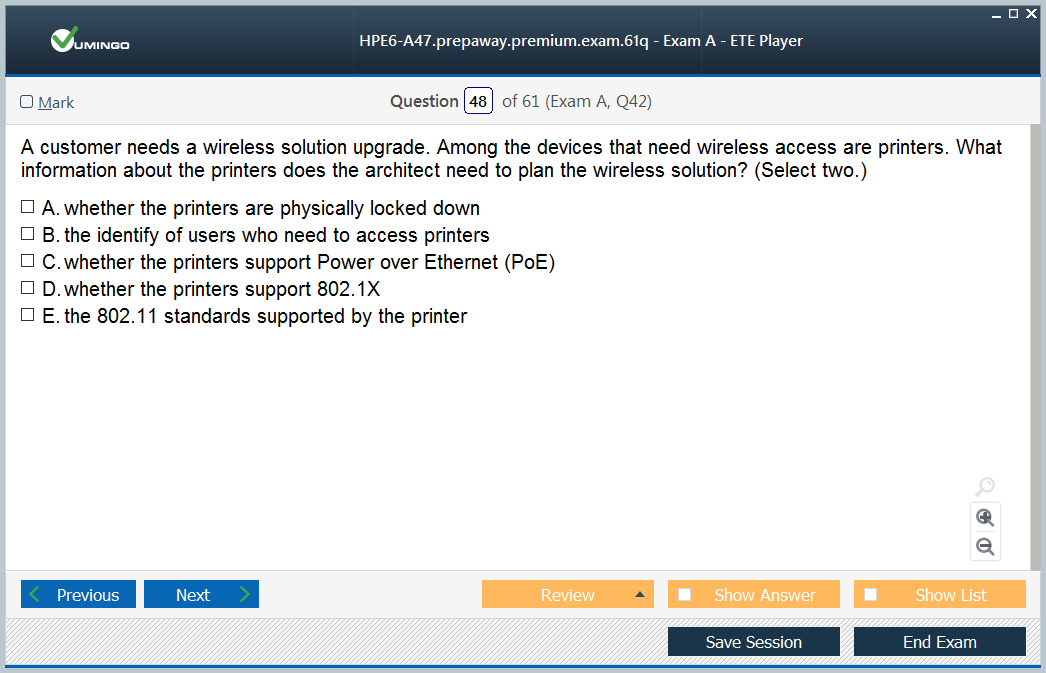 VUMINGO
HPE6-A47.prepaway.premium.exam.61q - Exam A - ETE Player
Mark
Question 48 of 61 (Exam A, Q42)
A customer needs a wireless solution upgrade. Among the devices that need wireless access are printers. What
information about the printers does the architect need to plan the wireless solution? (Select two.)
A. whether the printers are physically locked down
B. the identify of users who need to access printers
C. whether the printers support Power over Ethernet (PoE)
D. whether the printers support 802.1X
E. the 802.11 standards supported by the printer
Previous
Next
Review
Show Answer
Show List
Save Session
End Exam